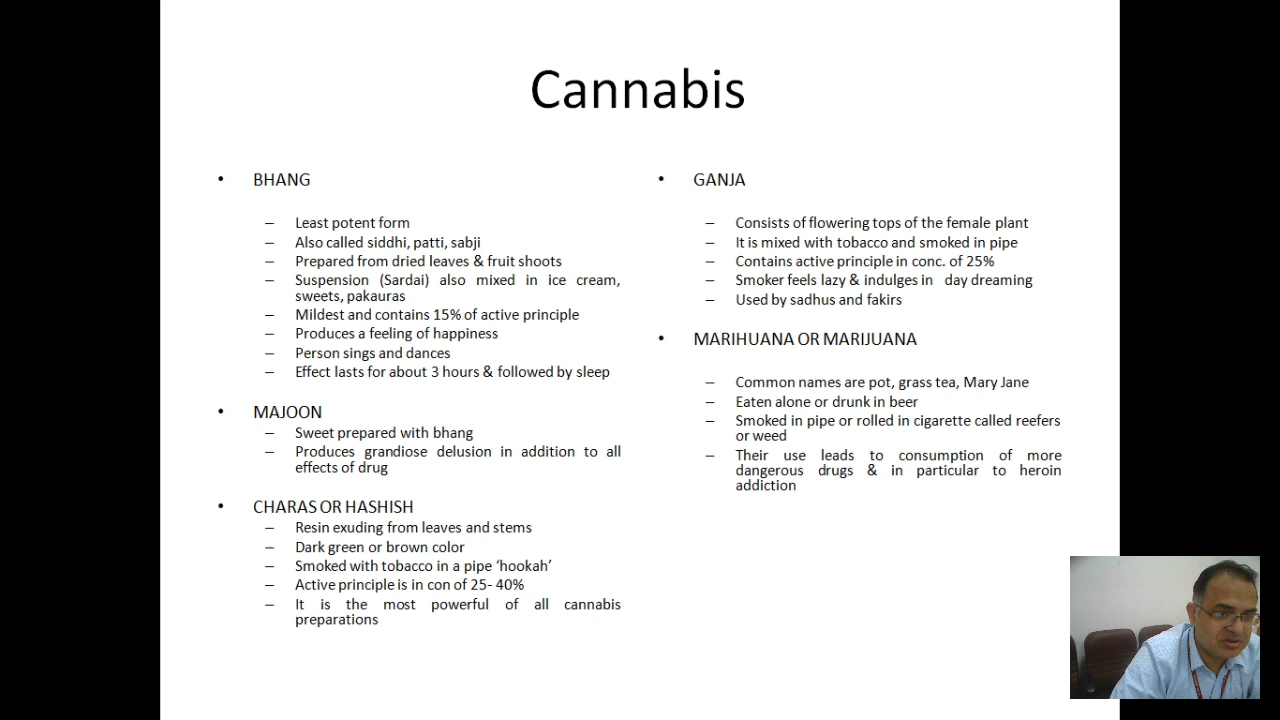 Cannabis
• BHANG
– Least potent form
– Also called siddhi, patti, sabji
– Prepared from dried leaves & fruit shoots
– Suspension (Sardai) also mixed in ice cream,
sweets, pakauras
– Mildest and contains 15% of active principle
– Produces a feeling of happiness
– Person sings and dances
– Effect lasts for about 3 hours & followed by sleep
• MAJOON
– Sweet prepared with bhang
– Produces grandiose delusion in addition to all
effects of drug
• CHARAS OR HASHISH
– Resin exuding from leaves and stems
– Dark green or brown color
– Smoked with tobacco in a pipe ‘hookah’
– Active principle is in con of 25- 40%
– It is the most powerful of all cannabis
preparations
• GANJA
– Consists of flowering tops of the female plant
– It is mixed with tobacco and smoked in pipe
– Contains active principle in conc. of 25%
– Smoker feels lazy & indulges in day dreaming
– Used by sadhus and fakirs
• MARIHUANA OR MARIJUANA
– Common names are pot, grass tea, Mary Jane
– Eaten alone or drunk in beer
– Smoked in pipe or rolled in cigarette called reefers
or weed
– Their use leads to consumption of more
dangerous drugs & in particular to heroin
addiction